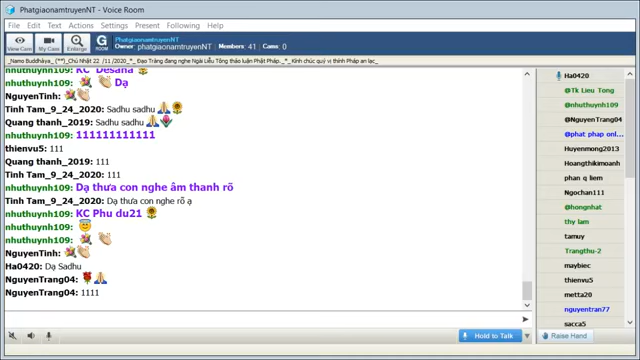 PhatgiaonamtruyenNT - Voice Room
File Edit Text Actions Settings Present Following Help
View Cam My Cam Enlarge
G ROOM
PhatgiaonamtruyenNT
Owner: phatgiaonamtruyenNT Members: 41 Cams: 0
_Namo Buddhàya_ _Chủ Nhật 22 /11 /2020_*_ Đạo Tràng đang nghe Ngài Liễu Tông thảo luận Phật Pháp._*_Kính chúc quý vị thính Pháp an lạc_
nhuthuynh109: KC Desana
nhuthuynh109:
NguyenTinh: Dạ
Tinh Tam_9_24_2020: Sadhu sadhu
Quang thanh_2019: Sadhu sadhu
nhuthuynh109: 111111111111
thienvu5: 111
Quang thanh_2019: 111
Tinh Tam_9_24_2020: 111
nhuthuynh109: Dạ thưa con nghe âm thanh rõ
Tinh Tam_9_24_2020: Dạ con nghe rõ ạ
nhuthuynh109: KC Phu du21
nhuthuynh109:
nhuthuynh109:
NguyenTinh:
Ha0420: Dạ Sadhu
NguyenTrang04:
NguyenTrang04: 1111
Ha0420
@Tk Lieu Tong
@nhuthuynh109
@NguyenTrang04
@phat phap onl...
Huyenmong2013
Hoangthikimoanh
phan q liem
Ngochan111
@hongnhat
thy lam
tamuy
Trangthu-2
maybiec
thienvu5
metta20
nguyentran77
sacca5
Hold to Talk
Raise Hand